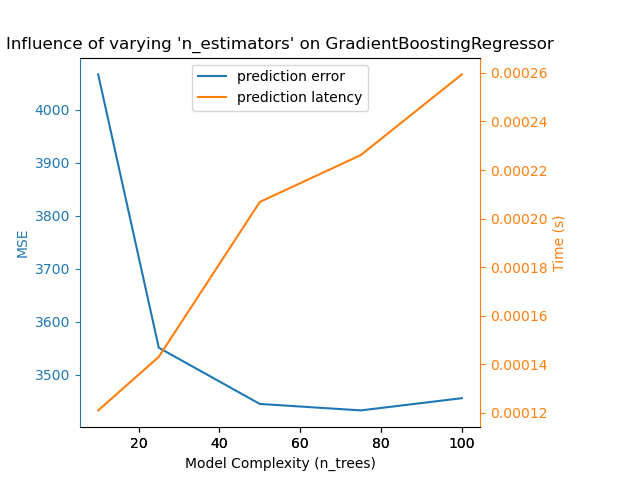 Influence of varying 'n_estimators' on GradientBoostingRegressor
prediction error
prediction latency
MSE
4000
3900
3800
3700
3600
3500
Time (s)
0.00026
0.00024
0.00022
0.00020
0.00018
0.00016
0.00014
0.00012
20 40 60 80 100
Model Complexity (n_trees)